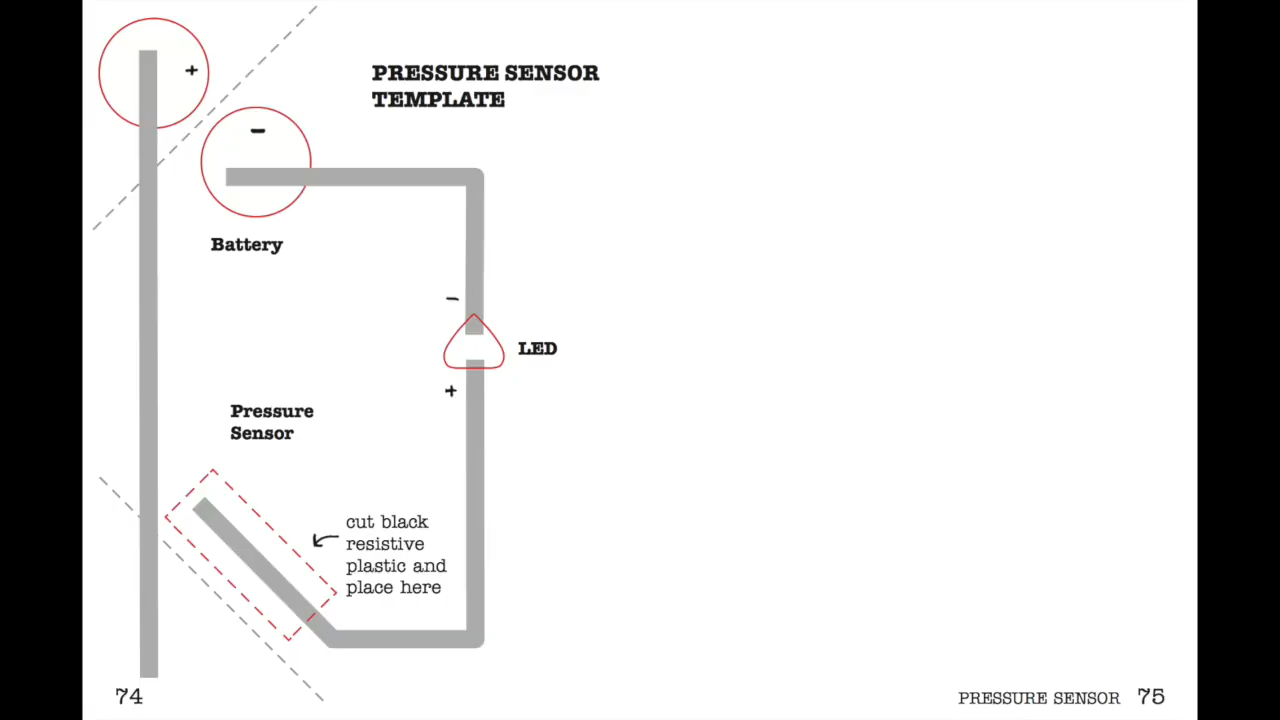 +
PRESSURE SENSOR
TEMPLATE
-
Battery
-
LED
+
Pressure
Sensor
cut black
resistive
plastic and
place here
74
PRESSURE SENSOR 75